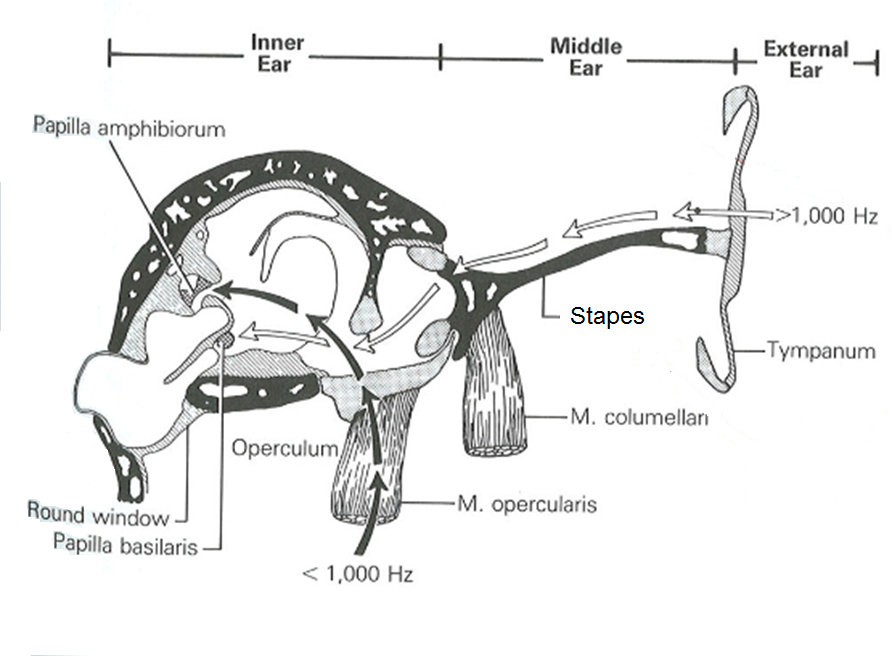 Inner
Ear
Middle
Ear
External
Ear
Papilla amphibiorum
>1,000 Hz
Stapes
Tympanum
M. columellari
Operculum
M. opercularis
Round window
Papilla basilaris
< 1,000 Hz